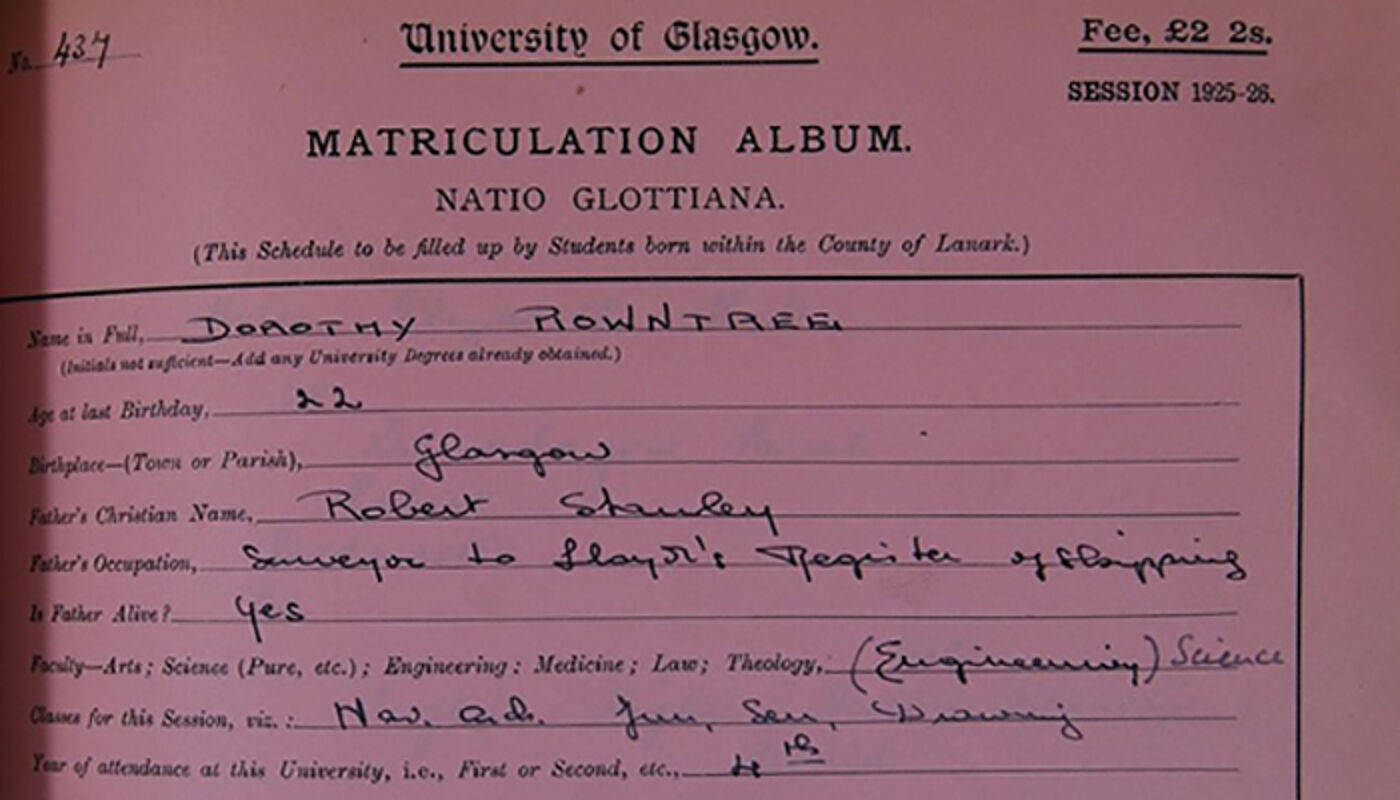 No. 437
University of Glasgow.
Fee, £2 2s.
SESSION 1925-26.
MATRICULATION ALBUM.
NATIO GLOTTIANA.
(This Schedule to be filled up by Students born within the County of Lanark.)
Name in Full, DOROTHY ROWNTREE
(Initials not sufficient—Add any University Degrees already obtained.)
Age at last Birthday, 22
Birthplace—(Town or Parish), Glasgow
Father's Christian Name, Robert Stanley
Father's Occupation, Surveyor to Lloyd's Register of Shipping
Is Father Alive? Yes
Faculty—Arts; Science (Pure, etc.); Engineering: Medicine; Law; Theology, (Engineering) Science
Classes for this Session, viz.: Nav. Arch. Jun, Sen, Drawing
Year of attendance at this University, i.e., First or Second, etc., 4th